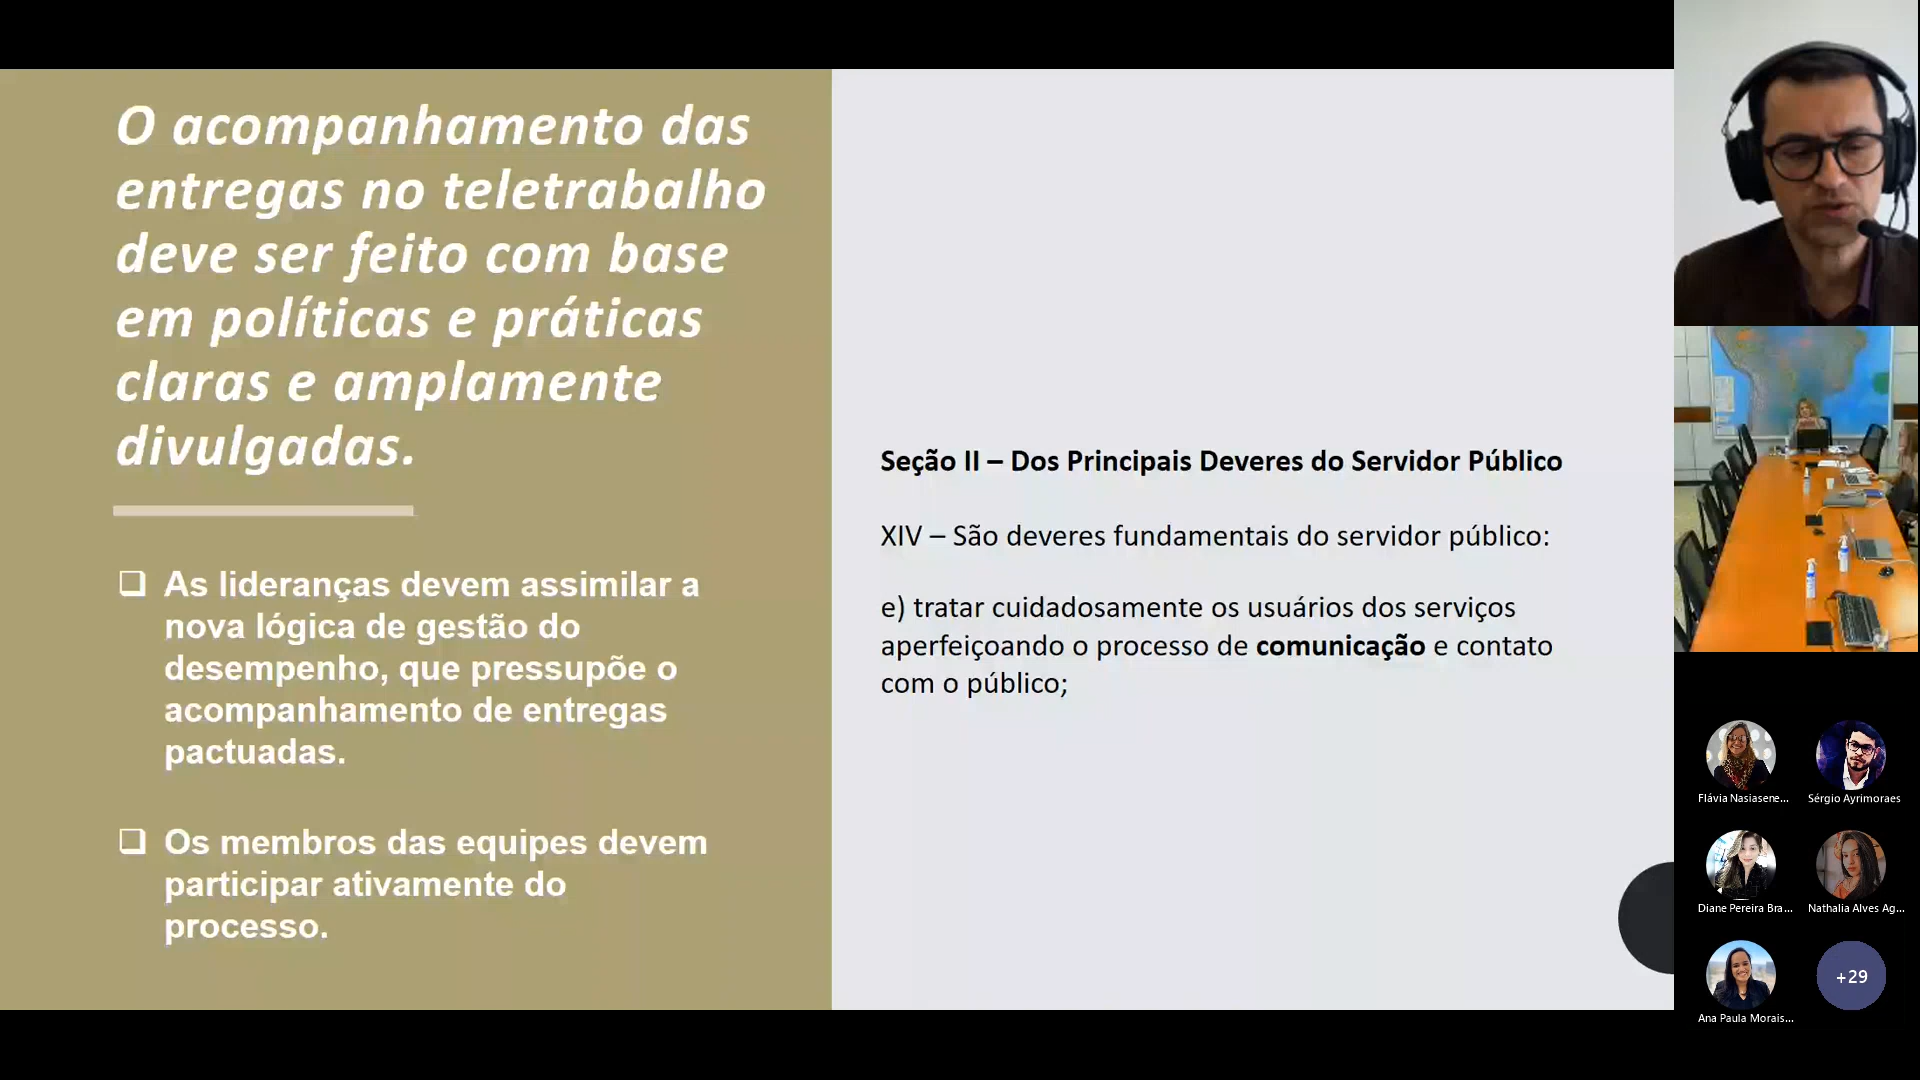 O acompanhamento das
entregas no teletrabalho
deve ser feito com base
em políticas e práticas
claras e amplamente
divulgadas.
❑ As lideranças devem assimilar a
nova lógica de gestão do
desempenho, que pressupõe o
acompanhamento de entregas
pactuadas.
❑ Os membros das equipes devem
participar ativamente do
processo.
Seção II – Dos Principais Deveres do Servidor Público
XIV – São deveres fundamentais do servidor público:
e) tratar cuidadosamente os usuários dos serviços
aperfeiçoando o processo de comunicação e contato
com o público;
Flávia Nasiasene...
Sérgio Ayrimoraes
Diane Pereira Bra...
Nathalia Alves Ag...
Ana Paula Morais...
+29